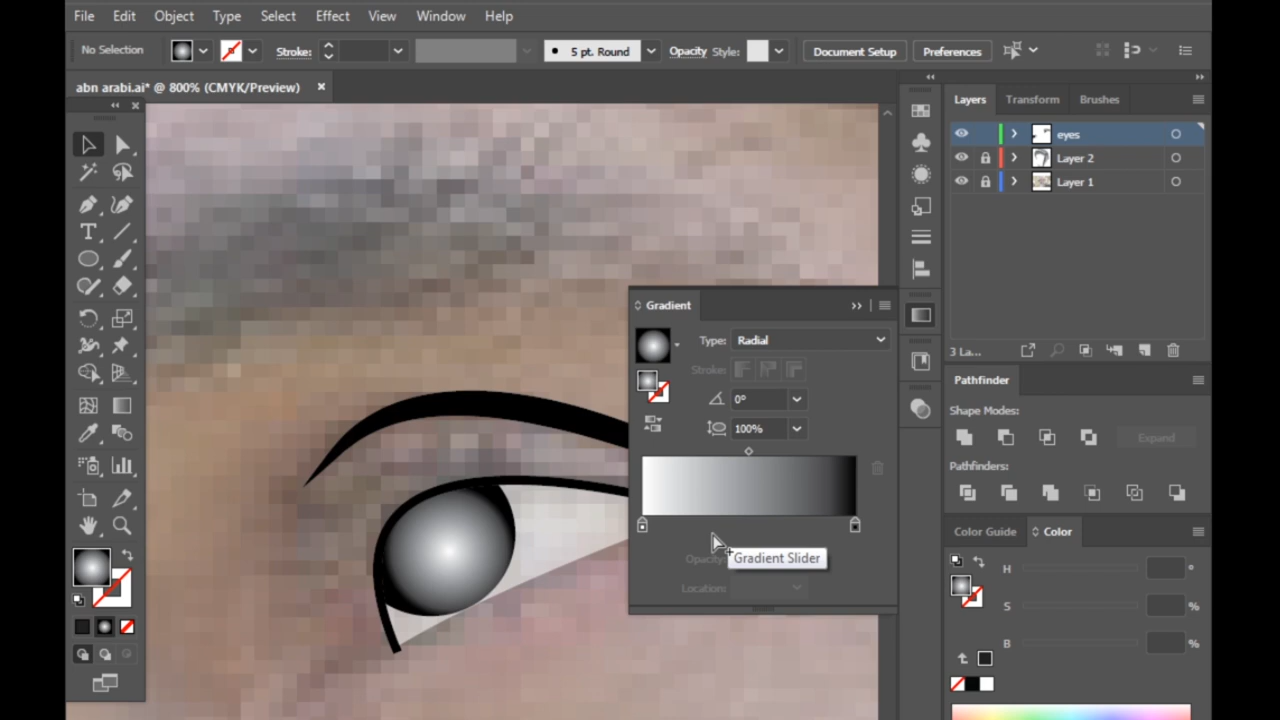 File Edit Object Type Select Effect View Window Help
No Selection Stroke: 5 pt. Round Opacity Style: Document Setup Preferences
abn arabi.ai* @ 800% (CMYK/Preview) ×
Layers Transform Brushes
eyes
Layer 2
Layer 1
3 La...
Gradient
Type: Radial
Stroke:
0°
100%
Gradient Slider
Opacity:
Location:
Pathfinder
Shape Modes:
Expand
Pathfinders:
Color Guide Color
H °
S %
B %